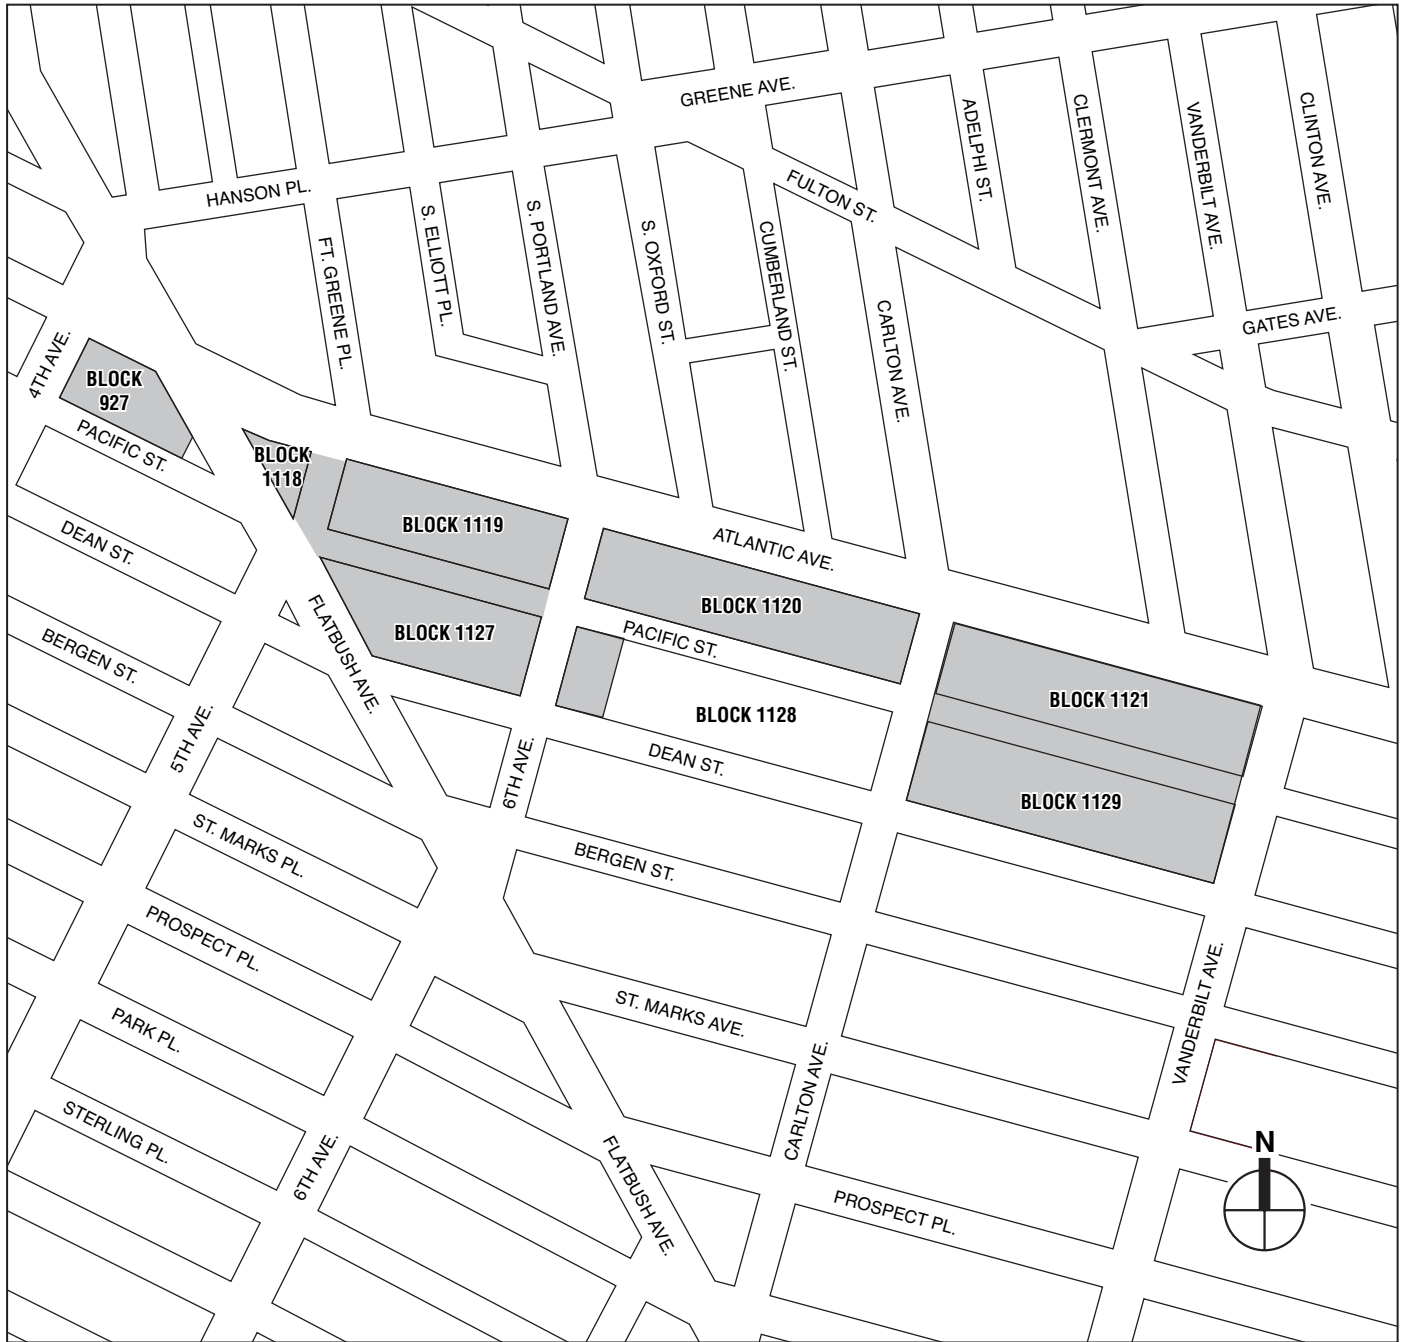 GREENE AVE.
ADELPHI ST.
CLERMONT AVE.
VANDERBILT AVE.
CLINTON AVE.
HANSON PL.
FULTON ST.
FT. GREENE PL.
S. ELLIOTT PL.
S. PORTLAND AVE.
S. OXFORD ST.
CUMBERLAND ST.
CARLTON AVE.
GATES AVE.
4TH AVE.
BLOCK
927
PACIFIC ST.
BLOCK
1118
BLOCK 1119
ATLANTIC AVE.
DEAN ST.
BLOCK 1120
FLATBUSH AVE.
BLOCK 1127
PACIFIC ST.
BERGEN ST.
BLOCK 1121
BLOCK 1128
5TH AVE.
6TH AVE.
DEAN ST.
BLOCK 1129
ST. MARKS PL.
BERGEN ST.
PROSPECT PL.
VANDERBILT AVE.
ST. MARKS AVE.
PARK PL.
CARLTON AVE.
STERLING PL.
6TH AVE.
FLATBUSH AVE.
N
PROSPECT PL.